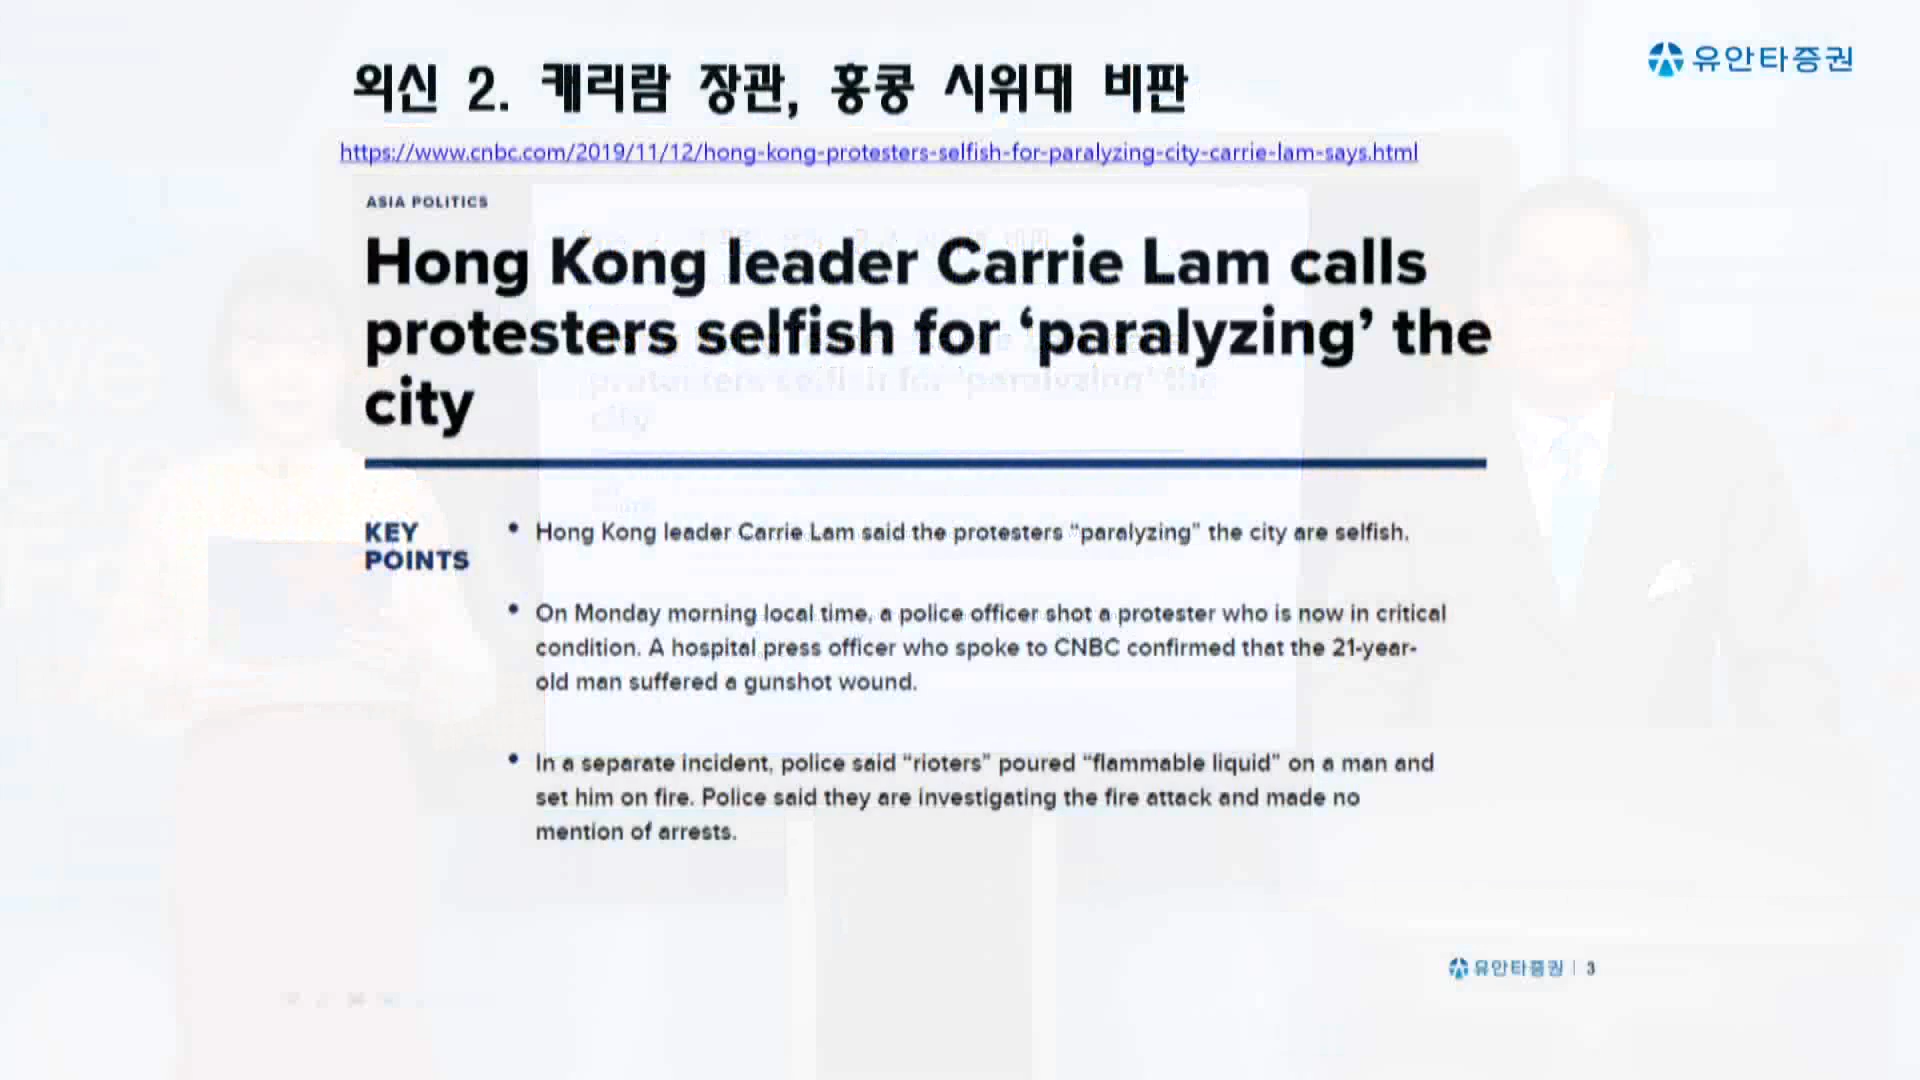 유안타증권
외신 2. 캐리람 장관, 홍콩 시위대 비판
https://www.cnbc.com/2019/11/12/hong-kong-protesters-selfish-for-paralyzing-city-carrie-lam-says.html
ASIA POLITICS
Hong Kong leader Carrie Lam calls
protesters selfish for ‘paralyzing’ the
city
KEY
POINTS
• Hong Kong leader Carrie Lam said the protesters “paralyzing” the city are selfish.
• On Monday morning local time, a police officer shot a protester who is now in critical
condition. A hospital press officer who spoke to CNBC confirmed that the 21-year-
old man suffered a gunshot wound.
• In a separate incident, police said “rioters” poured “flammable liquid” on a man and
set him on fire. Police said they are investigating the fire attack and made no
mention of arrests.
유안타증권 | 3